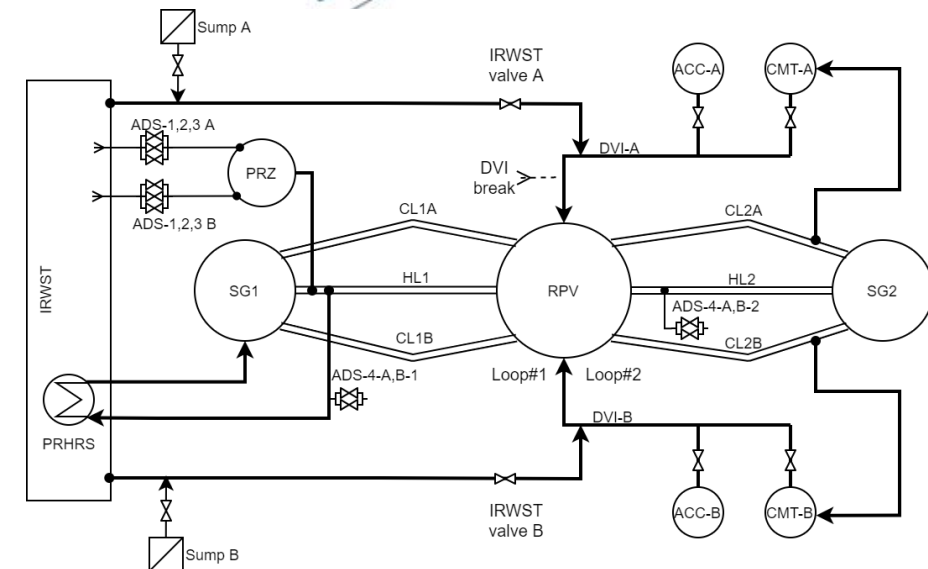 Sump A
IRWST
valve A
ACC-A
CMT-A
ADS-1,2,3 A
DVI-A
PRZ
DVI
break
ADS-1,2,3 B
CL1A
CL2A
IRWST
SG1
HL1
RPV
HL2
SG2
ADS-4-A,B-2
CL1B
CL2B
ADS-4-A,B-1
Loop#1
Loop#2
DVI-B
PRHRS
IRWST
valve B
ACC-B
CMT-B
Sump B